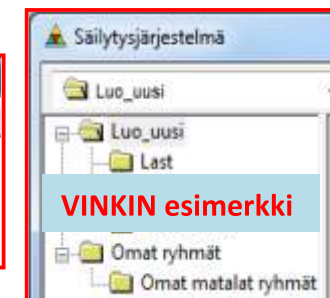 Säilytysjärjestelmä
Luo_uusi
Luo_uusi
Last
VINKIN esimerkki
Omat ryhmät
Omat matalat ryhmät